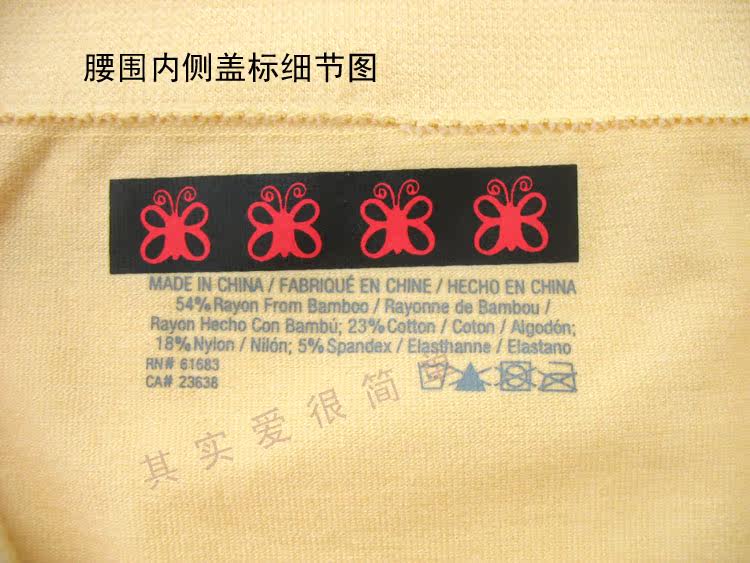 腰围内侧盖标细节图
MADE IN CHINA / FABRIQUÉ EN CHINE / HECHO EN CHINA
54% Rayon From Bamboo / Rayonne de Bambou /
Rayon Hecho Con Bambú; 23% Cotton / Coton / Algodón;
18% Nylon / Nilón; 5% Spandex / Elasthanne / Elastano
RN# 61683
CA# 23638
其实爱很简单